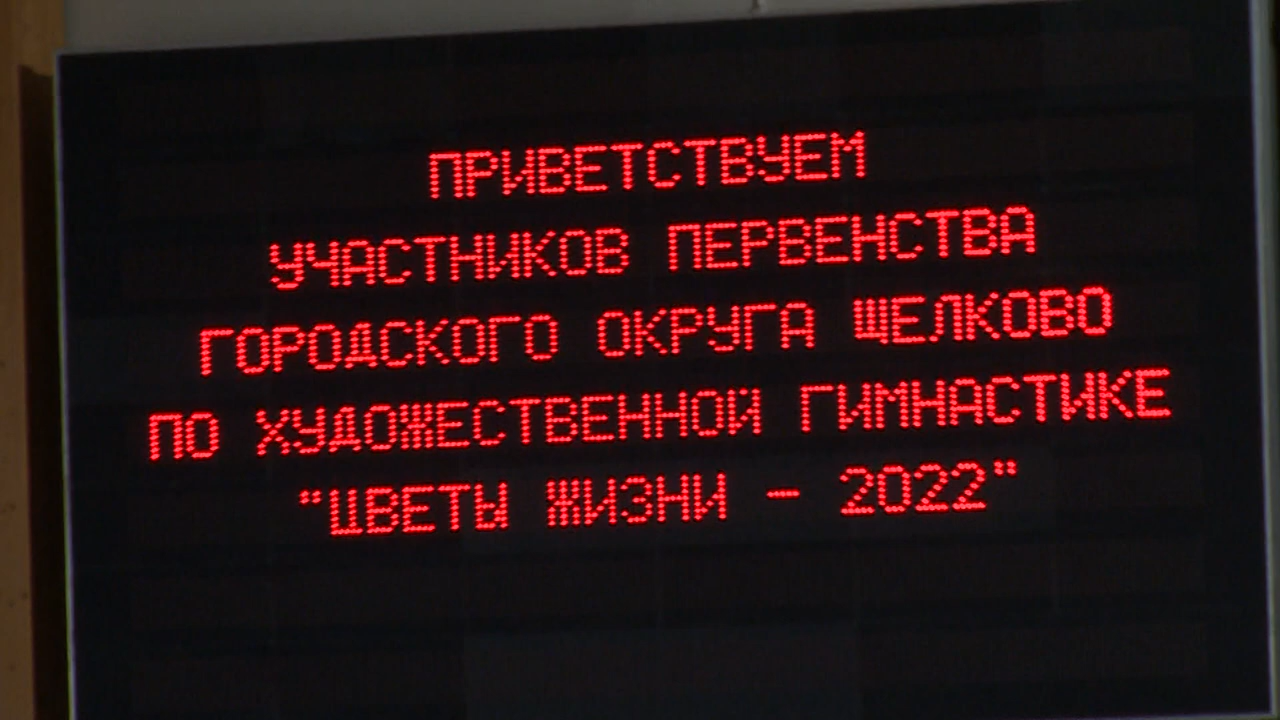 ПРИВЕТСТВУЕМ
УЧАСТНИКОВ ПЕРВЕНСТВА
ГОРОДСКОГО ОКРУГА ЩЕЛКОВО
ПО ХУДОЖЕСТВЕННОЙ ГИМНАСТИКЕ
"ЦВЕТЫ ЖИЗНИ - 2022"